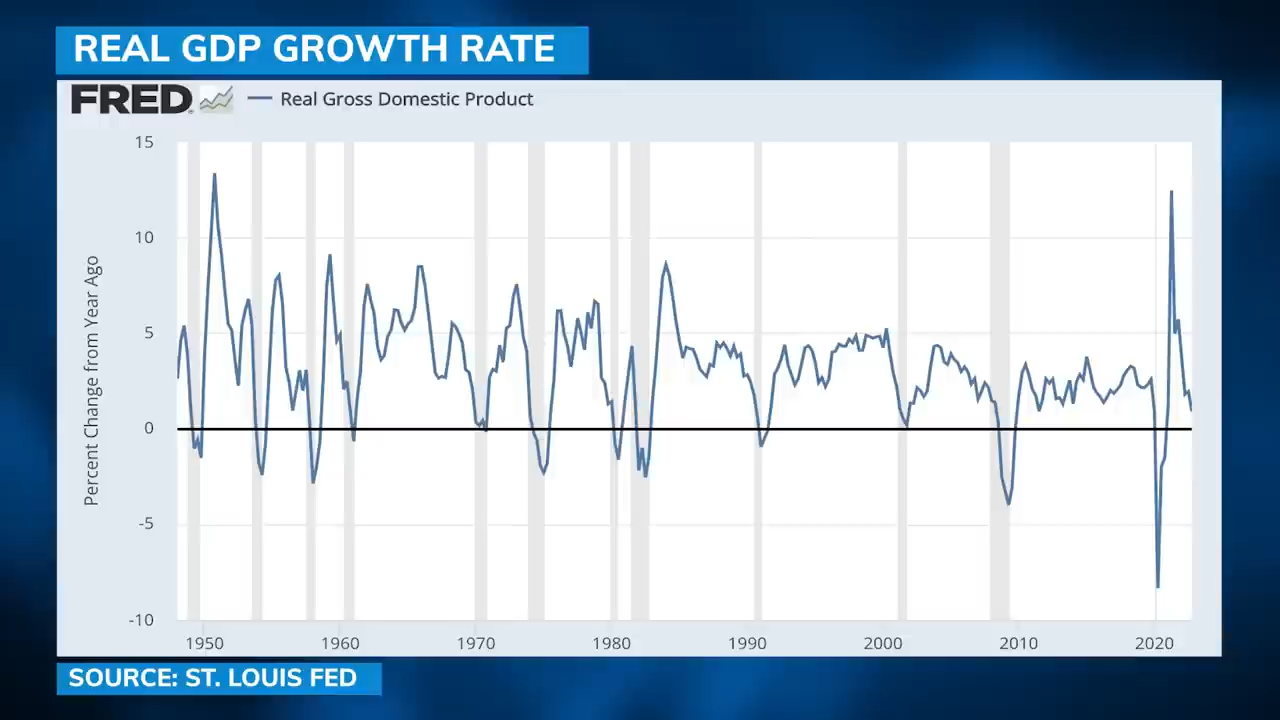 REAL GDP GROWTH RATE
FRED
Real Gross Domestic Product
Percent Change from Year Ago
15
10
5
0
-5
-10
1950 1960 1970 1980 1990 2000 2010 2020
SOURCE: ST. LOUIS FED